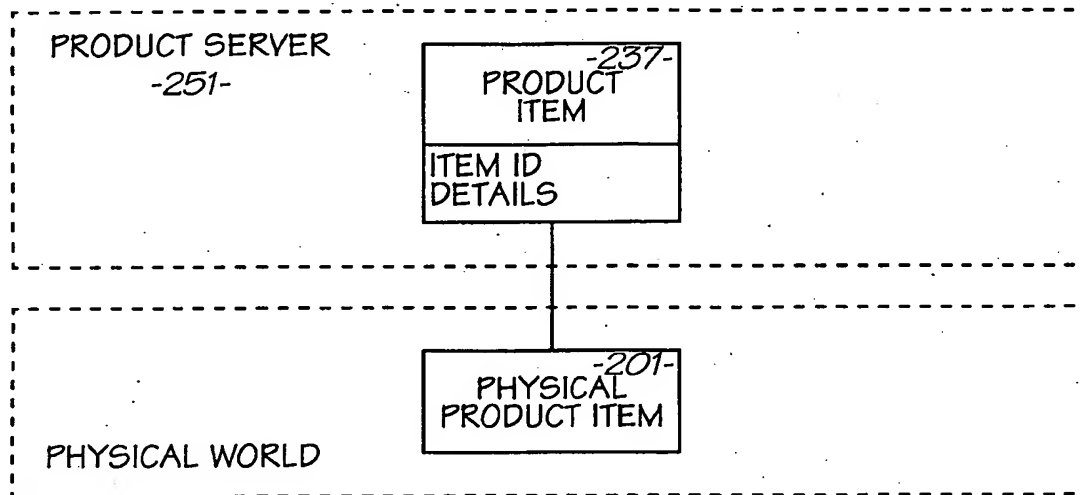 PRODUCT SERVER
-251-
-237-
PRODUCT
ITEM
ITEM ID
DETAILS
-201-
PHYSICAL
PRODUCT ITEM
PHYSICAL WORLD